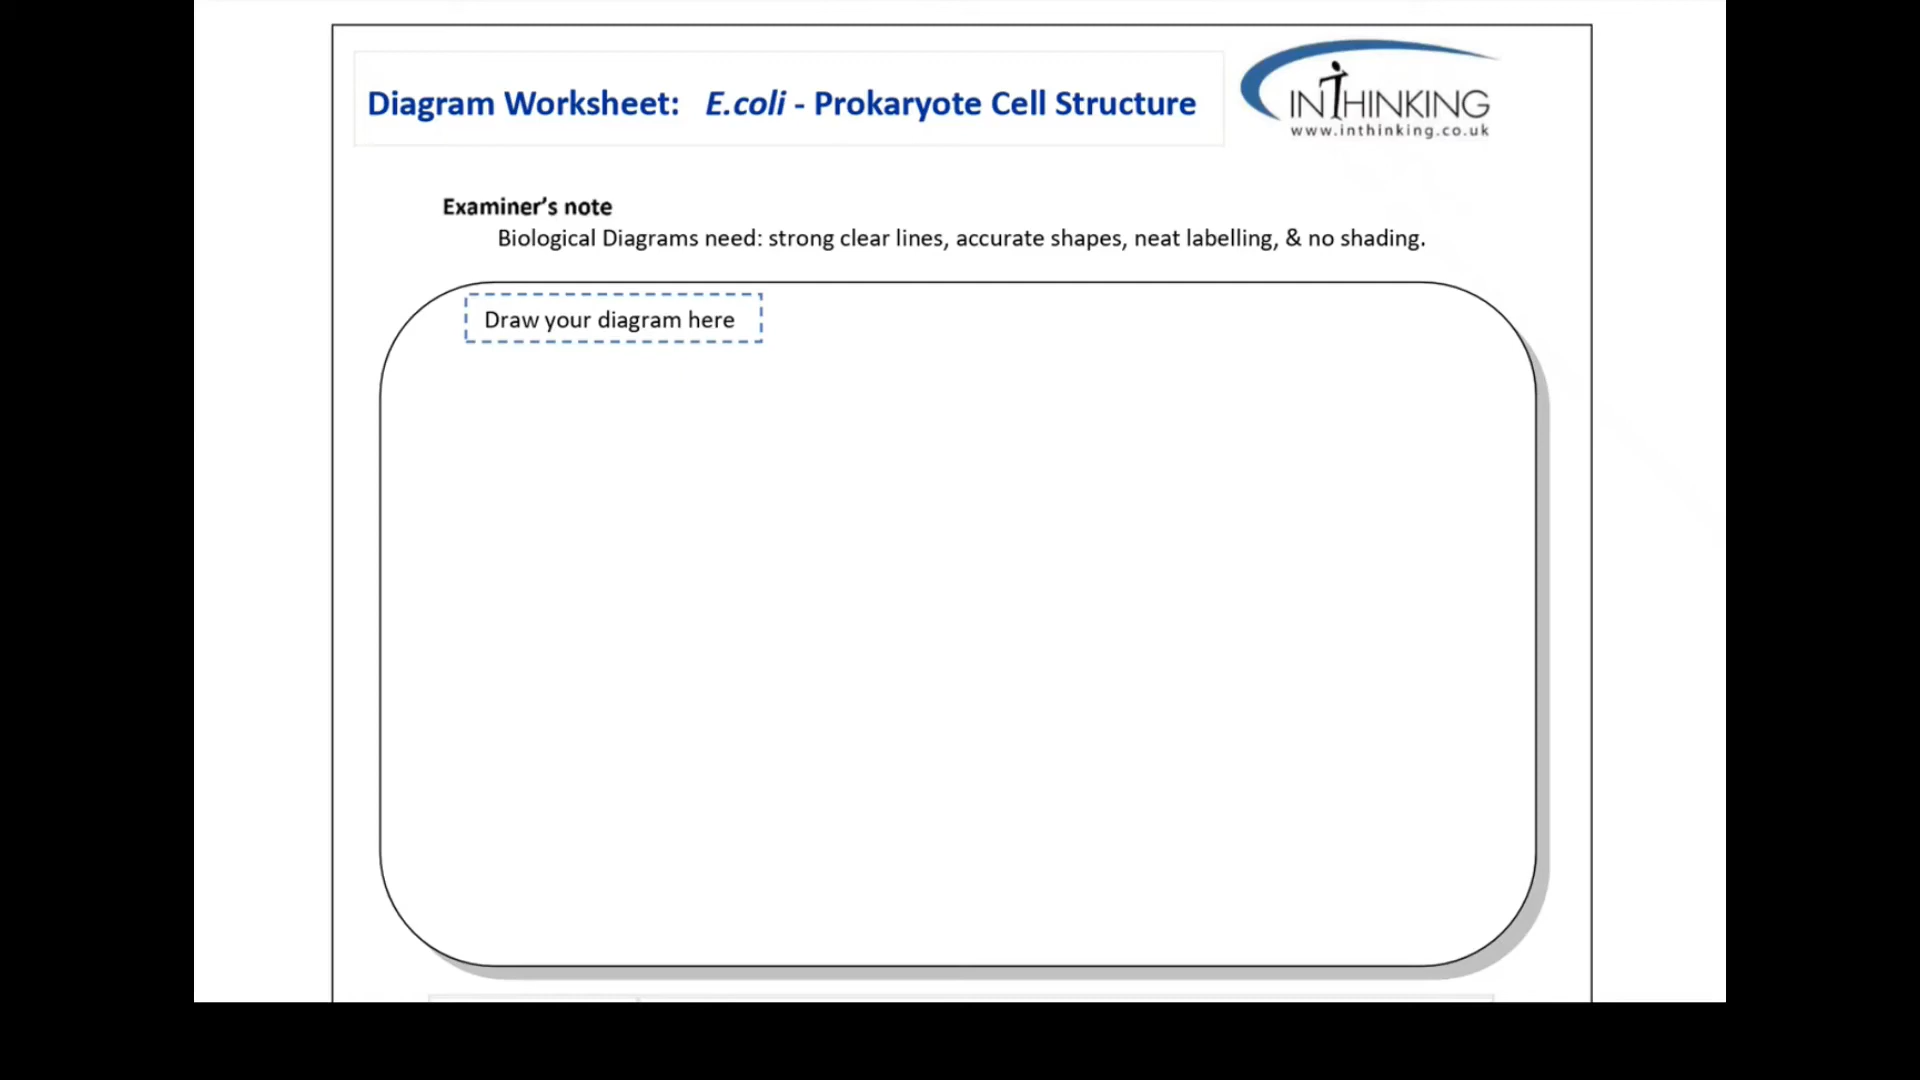 Diagram Worksheet: E.coli - Prokaryote Cell Structure
INTHINKING
www.inthinking.co.uk
Examiner's note
Biological Diagrams need: strong clear lines, accurate shapes, neat labelling, & no shading.
Draw your diagram here